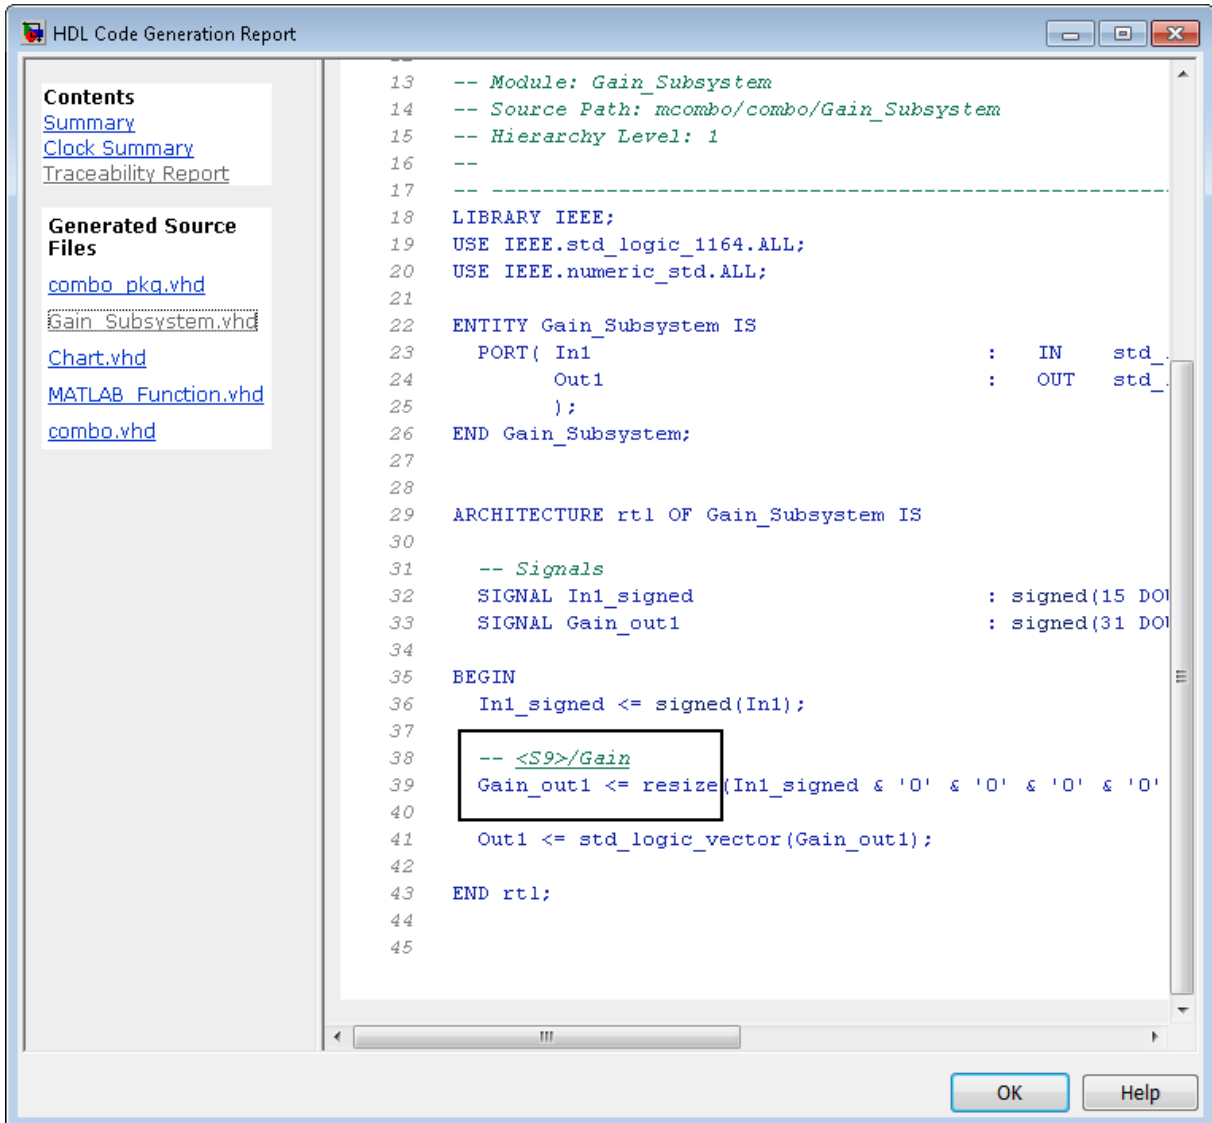 HDL Code Generation Report
Contents
Summary
Clock Summary
Traceability Report
Generated Source
Files
combo_pkg.vhd
Gain_Subsystem.vhd
Chart.vhd
MATLAB_Function.vhd
combo.vhd
13 -- Module: Gain_Subsystem
14 -- Source Path: mcombo/combo/Gain_Subsystem
15 -- Hierarchy Level: 1
16 --
17 -- -------------------------------------------------------
18 LIBRARY IEEE;
19 USE IEEE.std_logic_1164.ALL;
20 USE IEEE.numeric_std.ALL;
21
22 ENTITY Gain_Subsystem IS
23 PORT( In1 : IN std_
24 Out1 : OUT std_
25 );
26 END Gain_Subsystem;
27
28
29 ARCHITECTURE rtl OF Gain_Subsystem IS
30
31 -- Signals
32 SIGNAL In1_signed : signed(15 DO
33 SIGNAL Gain_out1 : signed(31 DO
34
35 BEGIN
36 In1_signed <= signed(In1);
37
38 -- <S9>/Gain
39 Gain_out1 <= resize(In1_signed & '0' & '0' & '0' & '0'
40
41 Out1 <= std_logic_vector(Gain_out1);
42
43 END rtl;
44
45
OK
Help